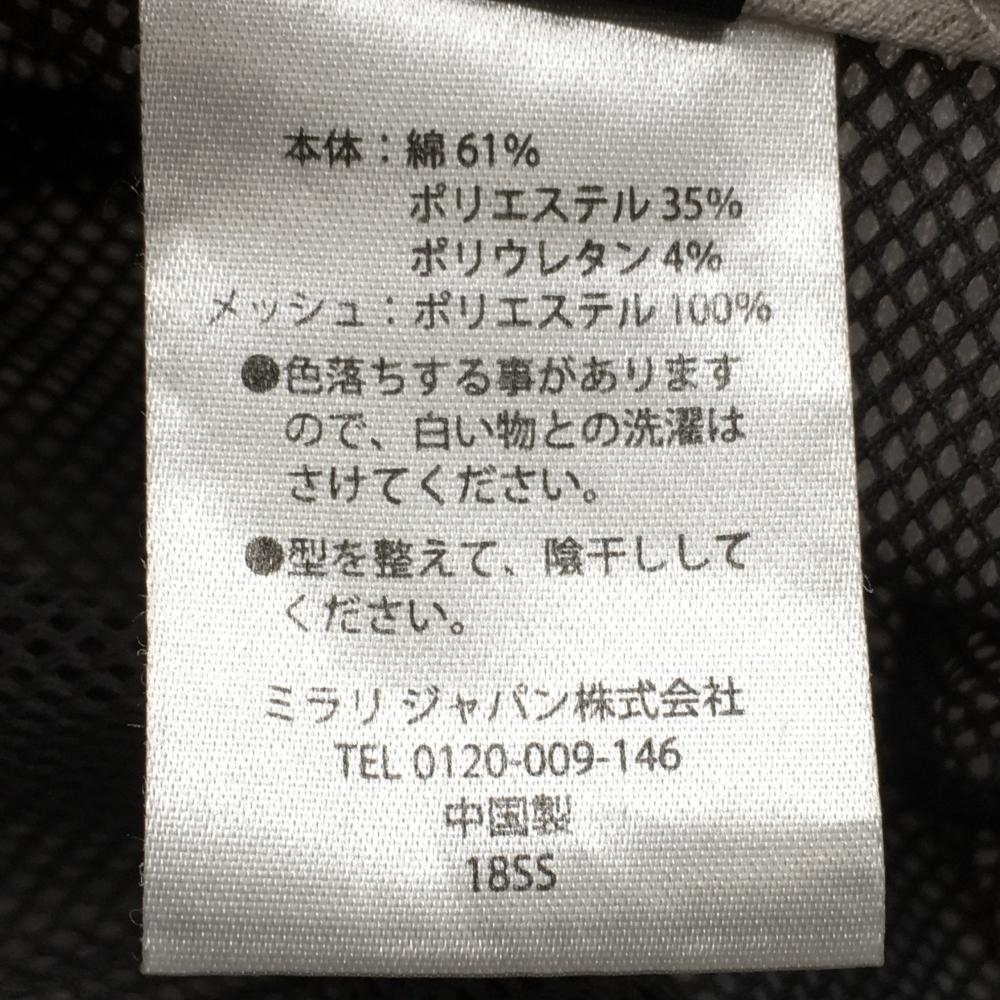 本体：綿 61%
ポリエステル 35%
ポリウレタン 4%
メッシュ：ポリエステル 100%
●色落ちする事があります
ので、白い物との洗濯は
さけてください。
●型を整えて、陰干しして
ください。
ミラリ ジャパン株式会社
TEL 0120-009-146
中国製
18SS